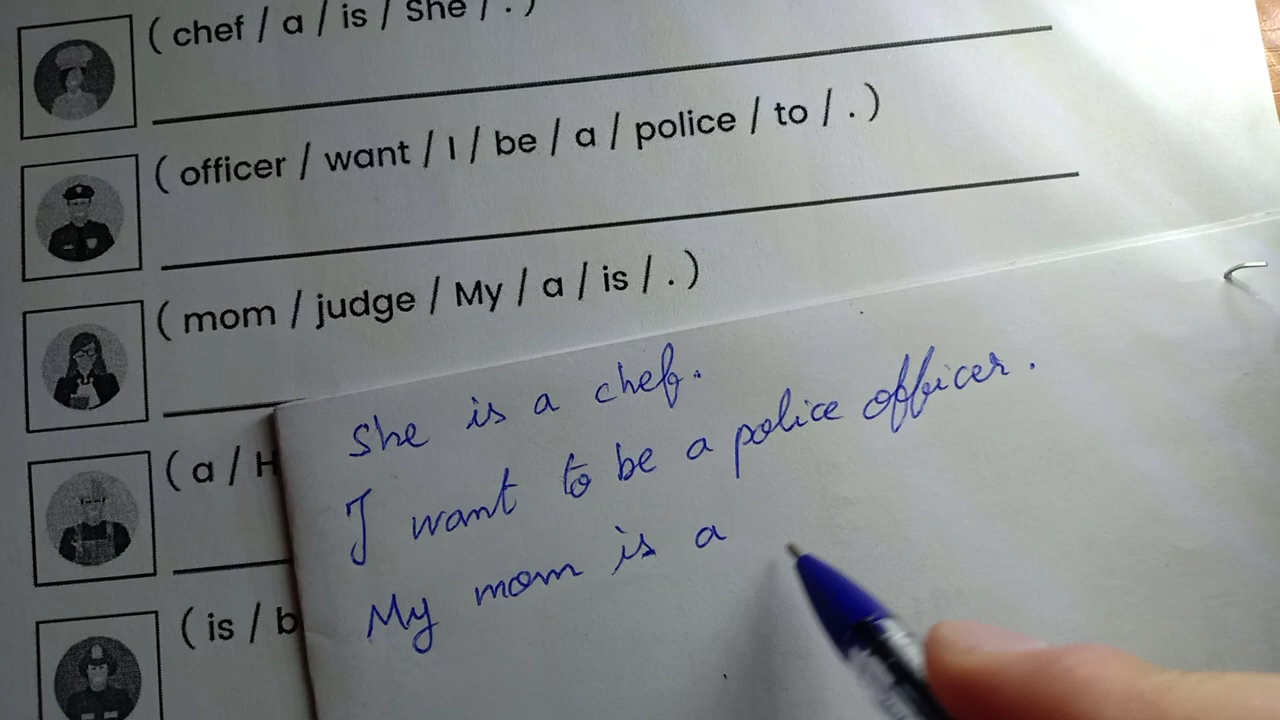 ( chef / a / is / She / . )
( officer / want / I / be / a / police / to / . )
( mom / judge / My / a / is / . )
( a / H
( is / b
She is a chef.
I want to be a police officer.
My mom is a